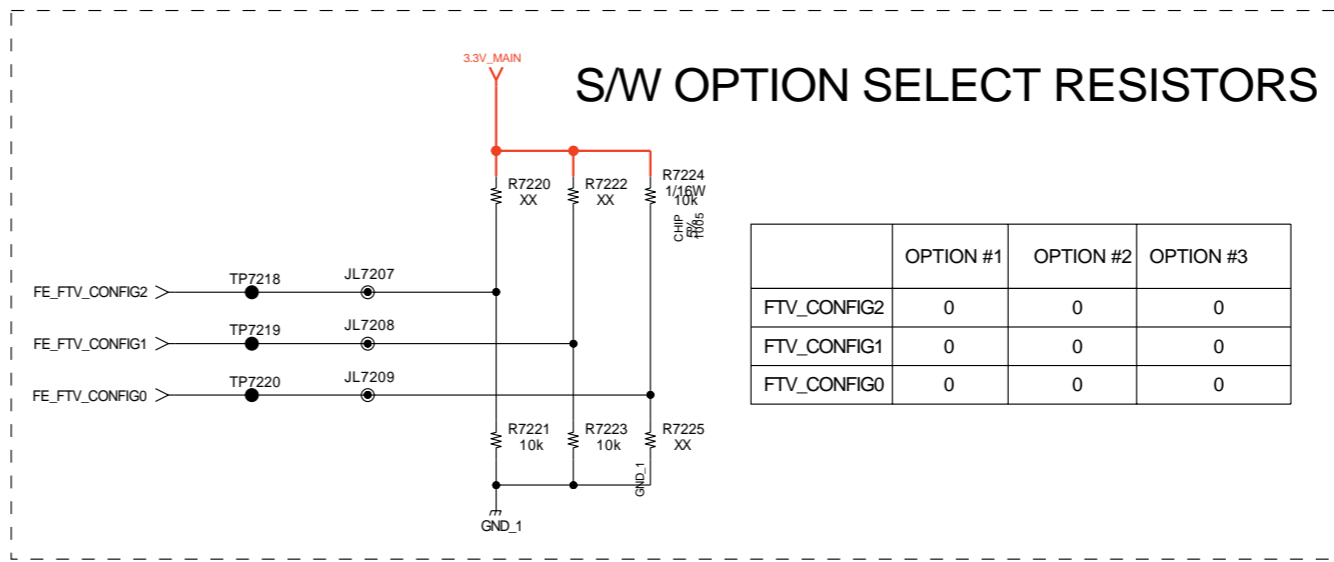 3.3V_MAIN
S/W OPTION SELECT RESISTORS
R7220
XX
R7222
XX
R7224
1/16W
10k
CHIP
5%
1005
FE_FTV_CONFIG2
TP7218
JL7207
FE_FTV_CONFIG1
TP7219
JL7208
FE_FTV_CONFIG0
TP7220
JL7209
R7221
10k
R7223
10k
R7225
XX
GND_1
GND_1
OPTION #1 OPTION #2 OPTION #3
FTV_CONFIG2 0 0 0
FTV_CONFIG1 0 0 0
FTV_CONFIG0 0 0 0